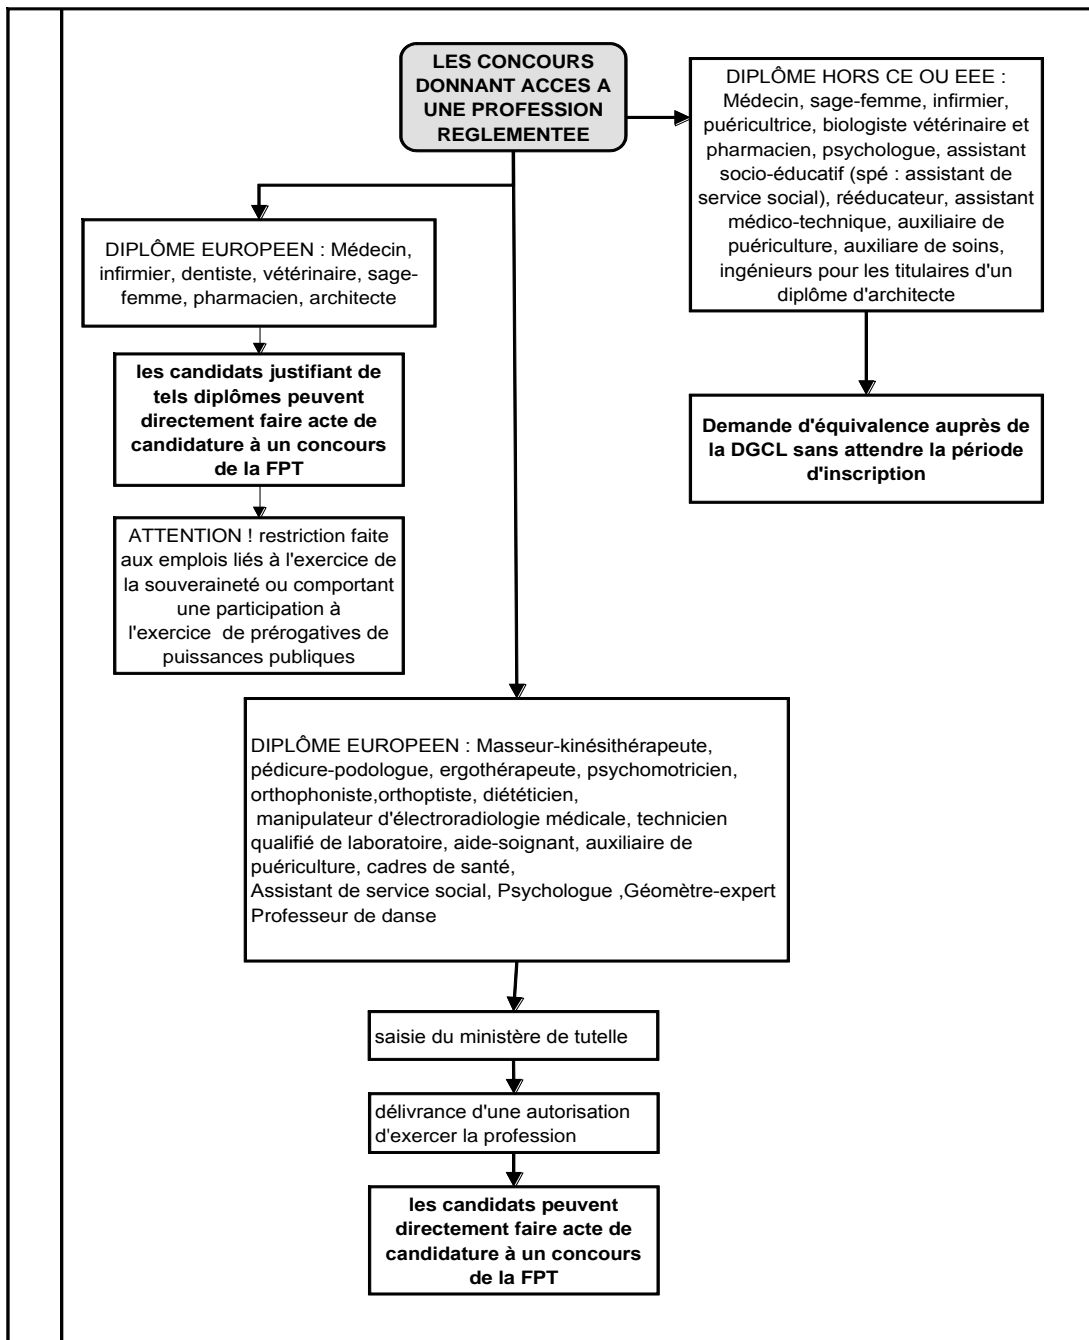 LES CONCOURS
DONNANT ACCES A
UNE PROFESSION
REGLEMENTEE
DIPLÔME HORS CE OU EEE :
Médecin, sage-femme, infirmier,
puéricultrice, biologiste vétérinaire et
pharmacien, psychologue, assistant
socio-éducatif (spé : assistant de
service social), rééducateur, assistant
médico-technique, auxiliaire de
puériculture, auxiliare de soins,
ingénieurs pour les titulaires d'un
diplôme d'architecte
DIPLÔME EUROPEEN : Médecin,
infirmier, dentiste, vétérinaire, sage-
femme, pharmacien, architecte
les candidats justifiant de
tels diplômes peuvent
directement faire acte de
candidature à un concours
de la FPT
Demande d'équivalence auprès de
la DGCL sans attendre la période
d'inscription
ATTENTION ! restriction faite
aux emplois liés à l'exercice de
la souveraineté ou comportant
une participation à
l'exercice  de prérogatives de
puissances publiques
DIPLÔME EUROPEEN : Masseur-kinésithérapeute,
pédicure-podologue, ergothérapeute, psychomotricien,
orthophoniste,orthoptiste, diététicien,
manipulateur d'électroradiologie médicale, technicien
qualifié de laboratoire, aide-soignant, auxiliaire de
puériculture, cadres de santé,
Assistant de service social, Psychologue ,Géomètre-expert
Professeur de danse
saisie du ministère de tutelle
délivrance d'une autorisation
d'exercer la profession
les candidats peuvent
directement faire acte de
candidature à un concours
de la FPT